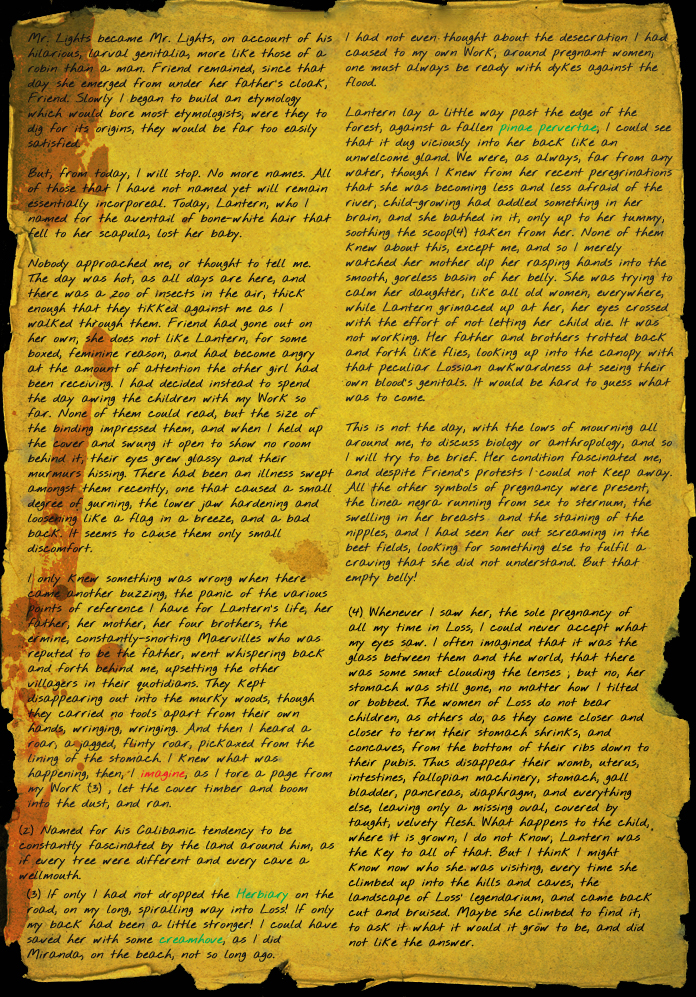 Mr. Lights became Mr. Lights, on account of his
hilarious, larval genitalia, more like those of a
robin than a man. Friend remained, since that
day she emerged from under her father's cloak,
Friend. Slowly I began to build an etymology
which would bore most etymologists, were they to
dig for its origins, they would be far too easily
satisfied.
But, from today, I will stop. No more names. All
of those that I have not named yet will remain
essentially incorporeal. Today, Lantern, who I
named for the aventail of bone-white hair that
fell to her scapula, lost her baby.
Nobody approached me, or thought to tell me.
The day was hot, as all days are here, and
there was a zoo of insects in the air, thick
enough that they tikked against me as I
walked through them. Friend had gone out on
her own, she does not like Lantern, for some
boxed, feminine reason, and had become angry
at the amount of attention the other girl had
been receiving. I had decided instead to spend
the day awing the children with my Work so
far. None of them could read, but the size of
the binding impressed them, and when I held up
the cover and swung it open to show no room
behind it, their eyes grew glassy and their
murmurs hissing. There had been an illness swept
amongst them recently, one that caused a small
degree of gurning, the lower jaw hardening and
loosening like a flag in a breeze, and a bad
back. It seems to cause them only small
discomfort.
I only knew something was wrong when there
came another buzzing, the panic of the various
points of reference I have for Lantern's life, her
father, her mother, her four brothers, the
ermine, constantly-snorting Maervilles who was
reputed to be the father, went whispering back
and forth behind me, upsetting the other
villagers in their quotidians. They kept
disappearing out into the murky woods, though
they carried no tools apart from their own
hands, wringing, wringing. And then I heard a
roar, a jagged, flinty roar, pickaxed from the
lining of the stomach. I knew what was
happening, then, I imagine, as I tore a page from
my Work (3) , let the cover timber and boom
into the dust, and ran.
(2) Named for his Calibanic tendency to be
constantly fascinated by the land around him, as
if every tree were different and every cave a
wellmouth.
(3) If only I had not dropped the Herbiary on the
road, on my long, spiralling way into Loss! If only
my back had been a little stronger! I could have
saved her with some creamhove, as I did
Miranda, on the beach, not so long ago.
I had not even thought about the desecration I had
caused to my own Work, around pregnant women,
one must always be ready with dykes against the
flood.
Lantern lay a little way past the edge of the
forest, against a fallen pinae pervertae, I could see
that it dug viciously into her back like an
unwelcome gland. We were, as always, far from any
water, though I knew from her recent peregrinations
that she was becoming less and less afraid of the
river, child-growing had addled something in her
brain, and she bathed in it, only up to her tummy,
soothing the scoop(4) taken from her. None of them
knew about this, except me, and so I merely
watched her mother dip her rasping hands into the
smooth, goreless basin of her belly. She was trying to
calm her daughter, like all old women, everywhere,
while Lantern grimaced up at her, her eyes crossed
with the effort of not letting her child die. It was
not working. Her father and brothers trotted back
and forth like flies, looking up into the canopy with
that peculiar Lossian awkwardness at seeing their
own blood's genitals. It would be hard to guess what
was to come.
This is not the day, with the lows of mourning all
around me, to discuss biology or anthropology, and so
I will try to be brief. Her condition fascinated me,
and despite Friend's protests I could not keep away.
All the other symbols of pregnancy were present,
the linea negra running from sex to sternum, the
swelling in her breasts and the staining of the
nipples, and I had seen her out screaming in the
beet fields, looking for something else to fulfil a
craving that she did not understand. But that
empty belly!
(4) Whenever I saw her, the sole pregnancy of
all my time in Loss, I could never accept what
my eyes saw. I often imagined that it was the
glass between them and the world, that there
was some smut clouding the lenses , but no, her
stomach was still gone, no matter how I tilted
or bobbed. The women of Loss do not bear
children, as others do, as they come closer and
closer to term their stomach shrinks, and
concaves, from the bottom of their ribs down to
their pubis. Thus disappear their womb, uterus,
intestines, fallopian machinery, stomach, gall
bladder, pancreas, diaphragm, and everything
else, leaving only a missing oval, covered by
taught, velvety flesh. What happens to the child,
where it is grown, I do not know, Lantern was
the key to all of that. But I think I might
know now who she was visiting, every time she
climbed up into the hills and caves, the
landscape of Loss' legendarium, and came back
cut and bruised. Maybe she climbed to find it,
to ask it what it would it grow to be, and did
not like the answer.